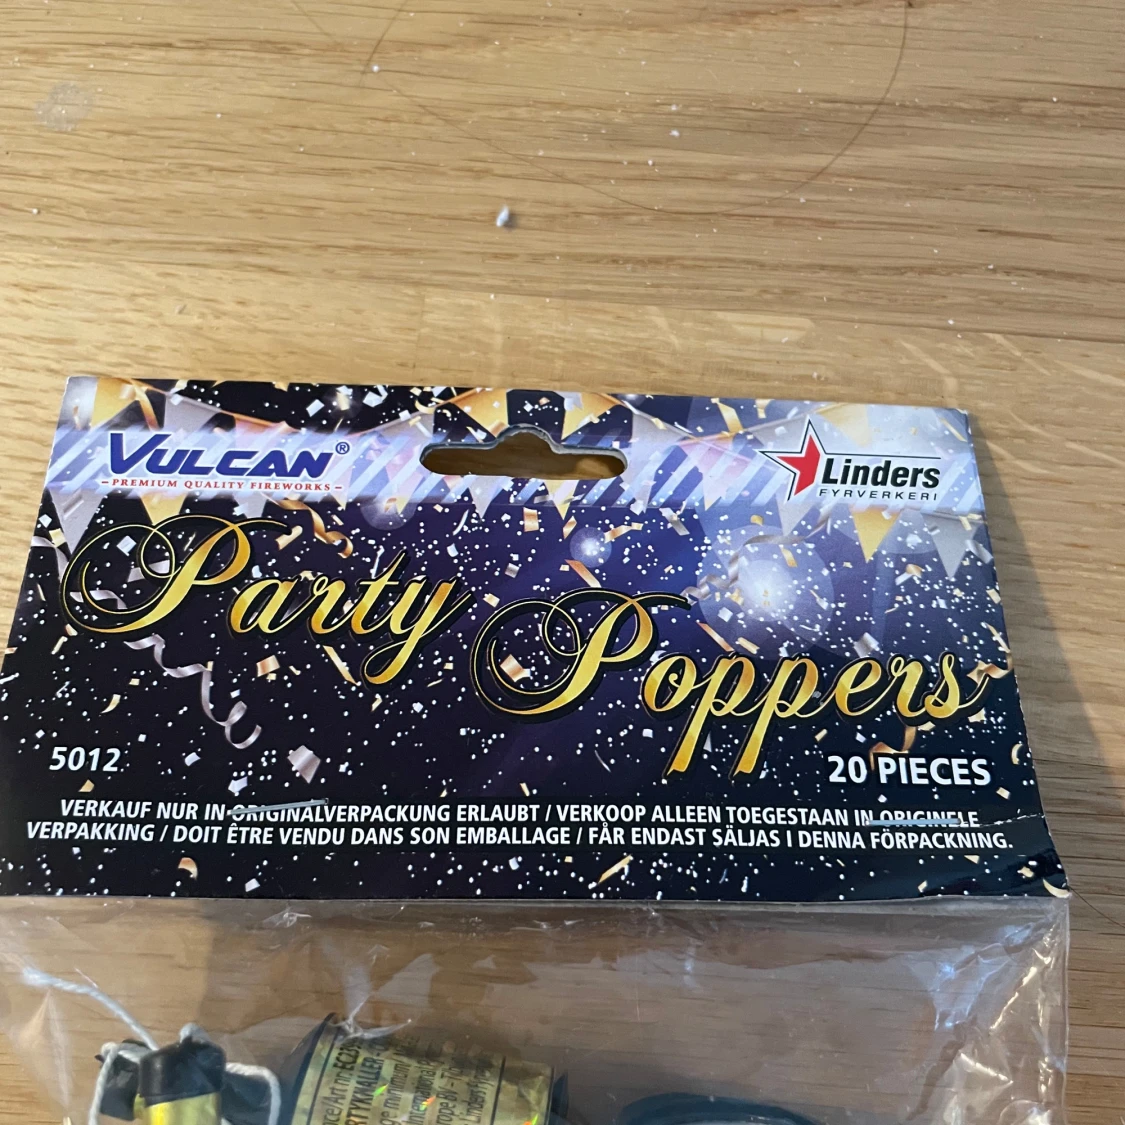 VULCAN®
PREMIUM QUALITY FIREWORKS
Linders
FYRVERKERI
Party Poppers
5012
20 PIECES
VERKAUF NUR IN ORIGINALVERPACKUNG ERLAUBT / VERKOOP ALLEEN TOEGESTAAN IN ORIGINELE
VERPAKKING / DOIT ÊTRE VENDU DANS SON EMBALLAGE / FÅR ENDAST SÄLJAS I DENNA FÖRPACKNING.